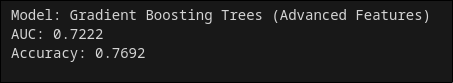 Model: Gradient Boosting Trees (Advanced Features)
AUC: 0.7222
Accuracy: 0.7692